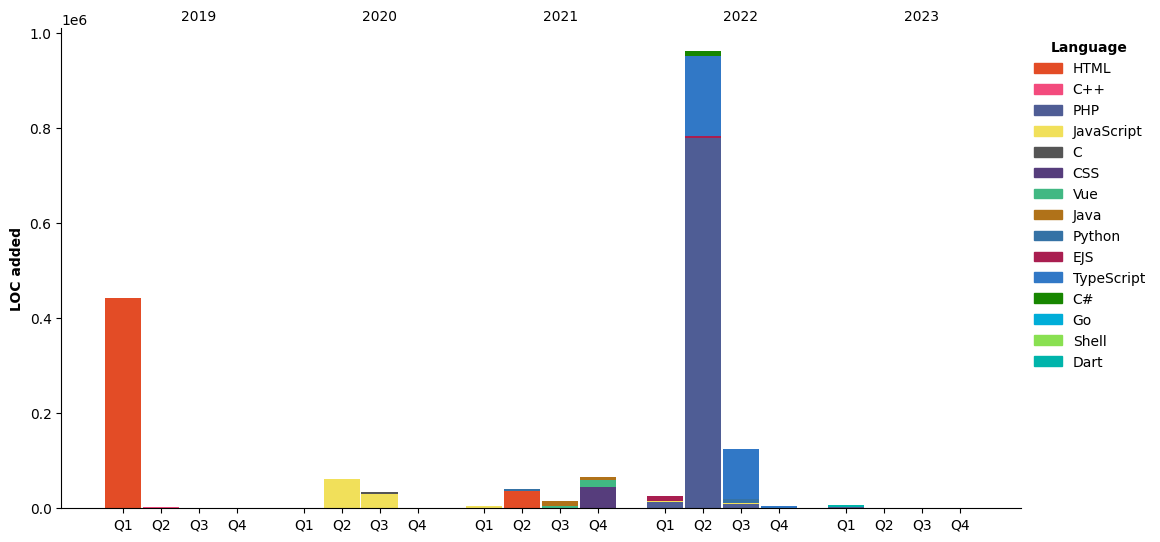 1e6
2019 2020 2021 2022 2023
1.0
0.8
0.6
0.4
0.2
0.0
LOC added
Q1 Q2 Q3 Q4 Q1 Q2 Q3 Q4 Q1 Q2 Q3 Q4 Q1 Q2 Q3 Q4 Q1 Q2 Q3 Q4
Language
HTML
C++
PHP
JavaScript
C
CSS
Vue
Java
Python
EJS
TypeScript
C#
Go
Shell
Dart